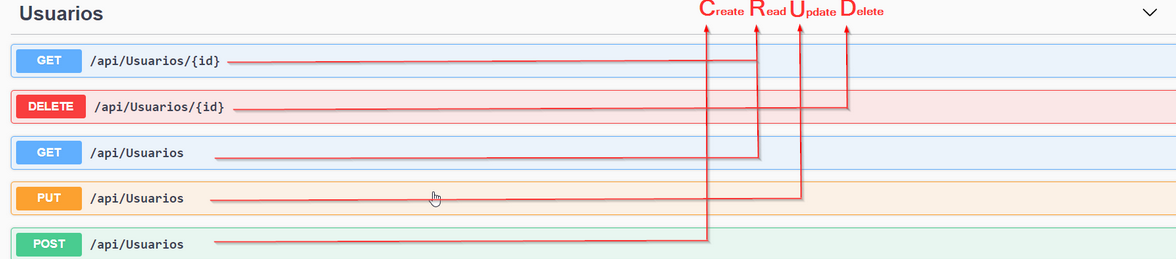 Usuarios Create Read Update Delete
GET /api/Usuarios/{id}
DELETE /api/Usuarios/{id}
GET /api/Usuarios
PUT /api/Usuarios
POST /api/Usuarios